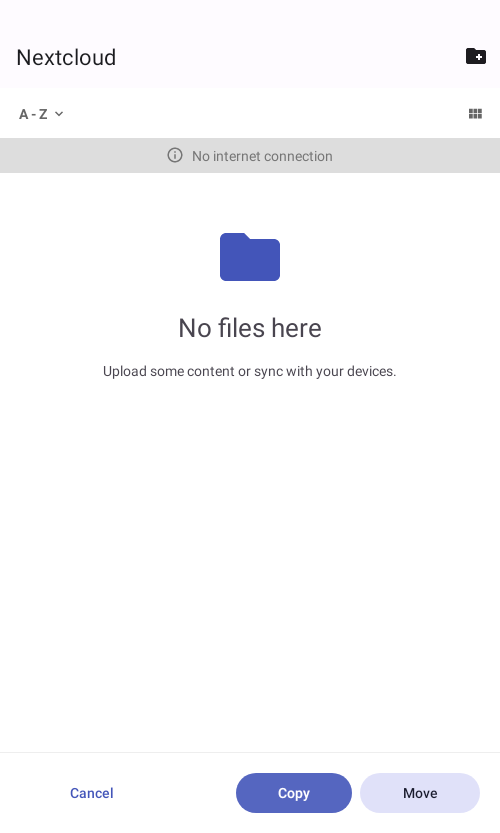 Nextcloud
A - Z
No internet connection
No files here
Upload some content or sync with your devices.
Cancel
Copy
Move